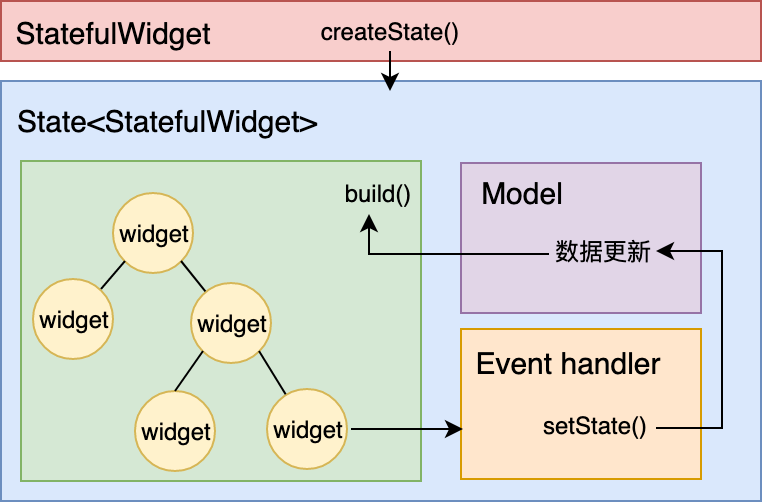 StatefulWidget
createState()
State<StatefulWidget>
build()
widget
widget
widget
widget
widget
Model
数据更新
Event handler
setState()